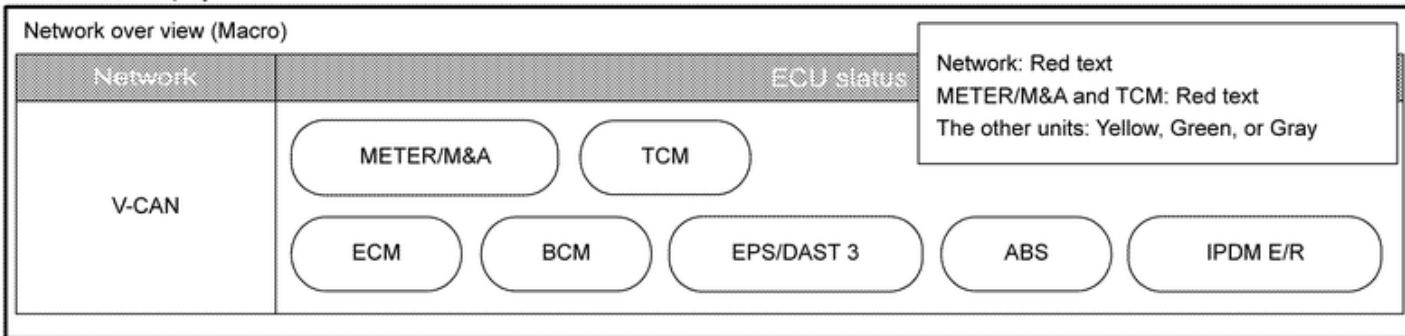 Network over view (Macro)
Network: Red text
METER/M&A and TCM: Red text
The other units: Yellow, Green, or Gray
Network
ECU status
METER/M&A
TCM
V-CAN
ECM
BCM
EPS/DAST 3
ABS
IPDM E/R